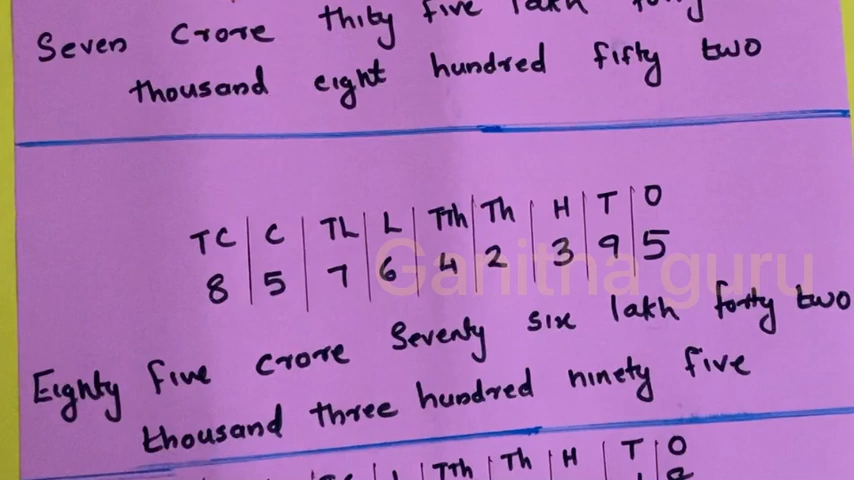 Seven Crore thity five lakh
thousand eight hundred fifty two
TC C TL L TTh Th H T O
8 5 7 6 4 2 3 9 5
Ganitha guru
Eighty five crore Seventy six lakh forty two
thousand three hundred ninety five
L TTh Th H T O